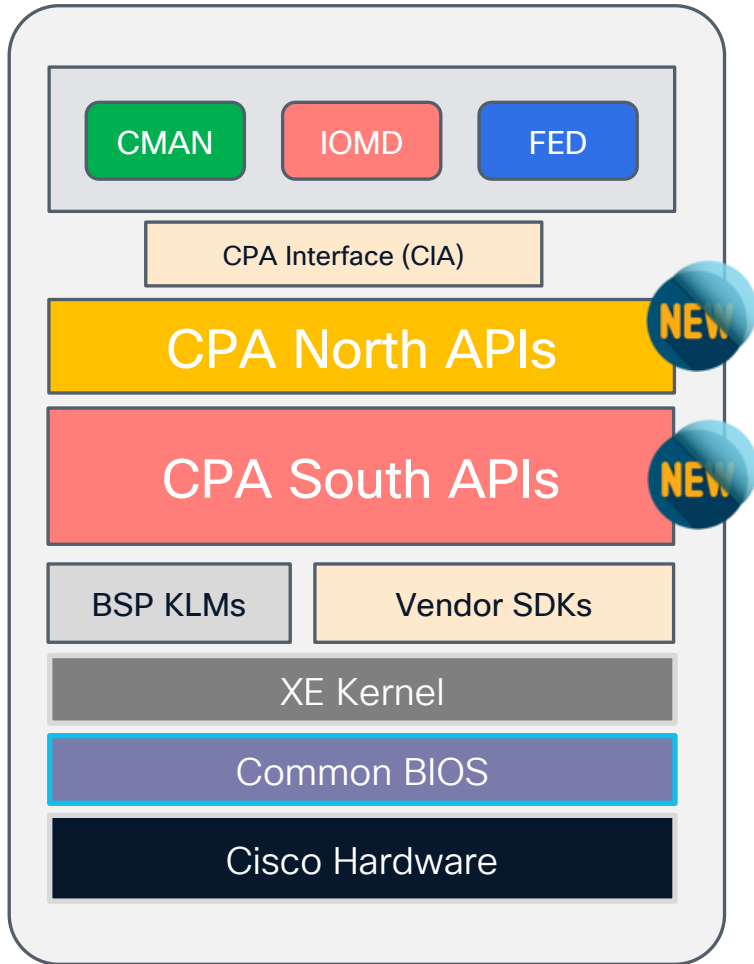 CMAN
IOMD
FED
CPA Interface (CIA)
CPA North APIs
NEW
CPA South APIs
NEW
BSP KLMs
Vendor SDKs
XE Kernel
Common BIOS
Cisco Hardware